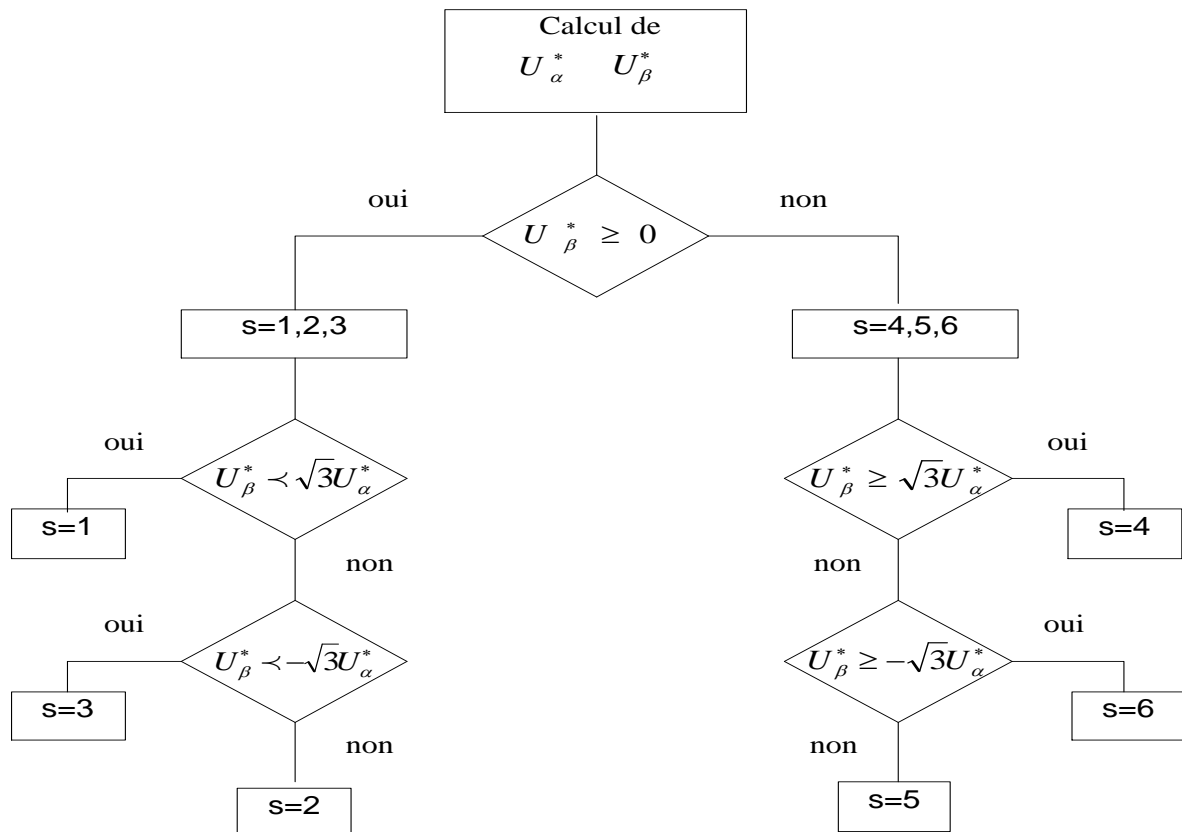 Calcul de
U*α U*β
oui
non
U*β ≥ 0
s=1,2,3
s=4,5,6
oui
U*β ≺ √3U*α
U*β ≥ √3U*α
oui
s=1
s=4
non
non
oui
U*β ≺ −√3U*α
U*β ≥ −√3U*α
oui
s=3
s=6
non
non
s=2
s=5